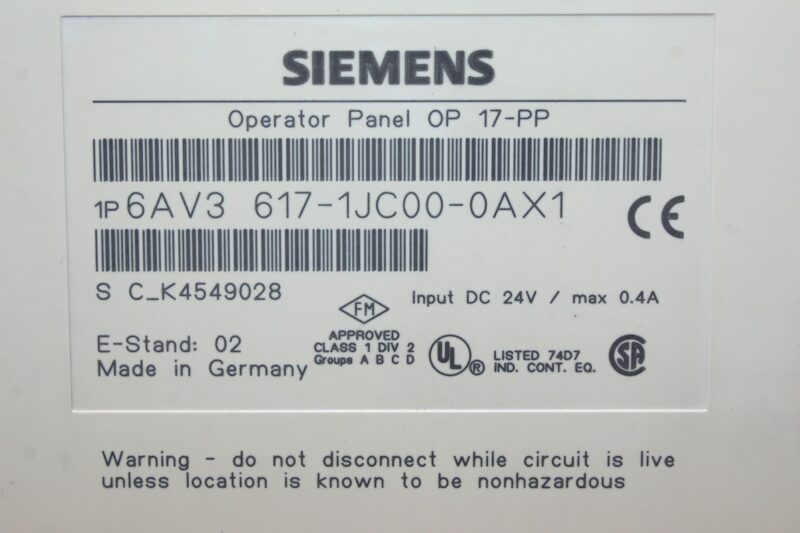 SIEMENS
Operator Panel OP 17-PP
1P 6AV3 617-1JC00-0AX1
CE
S C_K4549028
FM
Input DC 24V / max 0.4A
APPROVED
CLASS 1 DIV 2
Groups A B C D
E-Stand: 02
Made in Germany
UL ®
LISTED 74D7
IND. CONT. EQ.
SA
Warning - do not disconnect while circuit is live
unless location is known to be nonhazardous